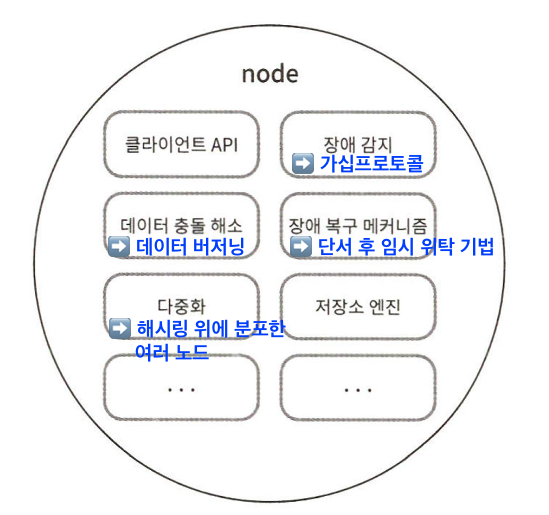 node
클라이언트 API
장애 감지
➡️ 가십프로토콜
데이터 충돌 해소
➡️ 데이터 버저닝
장애 복구 메커니즘
➡️ 단서 후 임시 위탁 기법
다중화
➡️ 해시링 위에 분포한
여러 노드
저장소 엔진
...
...